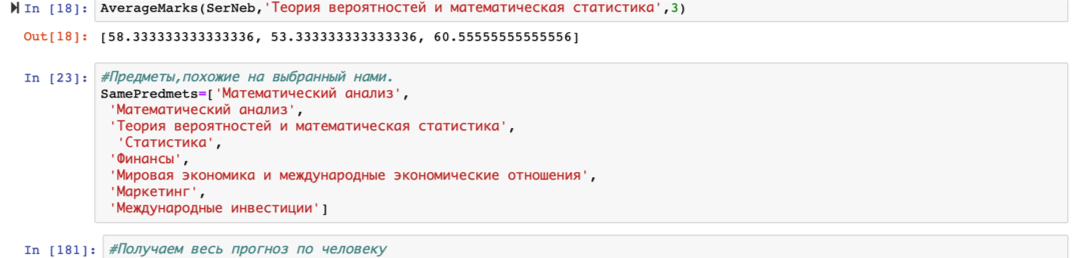 In [18]: AverageMarks(SerNeb,'Теория вероятностей и математическая статистика',3)
Out[18]: [58.333333333333336, 53.333333333333336, 60.55555555555556]
In [23]: #Предметы,похожие на выбранный нами.
SamePredmets=['Математический анализ',
'Математический анализ',
'Теория вероятностей и математическая статистика',
'Статистика',
'Финансы',
'Мировая экономика и международные экономические отношения',
'Маркетинг',
'Международные инвестиции']
In [181]: #Получаем весь прогноз по человеку